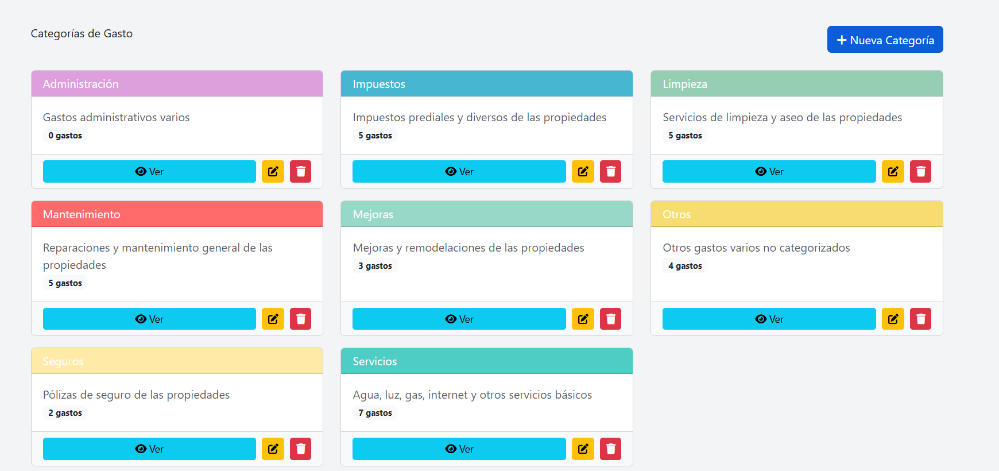 Categorías de Gasto
Nueva Categoría
Administración
Gastos administrativos varios
0 gastos
Ver
Impuestos
Impuestos prediales y diversos de las propiedades
5 gastos
Ver
Limpieza
Servicios de limpieza y aseo de las propiedades
5 gastos
Ver
Mantenimiento
Reparaciones y mantenimiento general de las
propiedades
5 gastos
Ver
Mejoras
Mejoras y remodelaciones de las propiedades
3 gastos
Ver
Otros
Otros gastos varios no categorizados
4 gastos
Ver
Seguros
Pólizas de seguro de las propiedades
2 gastos
Ver
Servicios
Agua, luz, gas, internet y otros servicios básicos
7 gastos
Ver